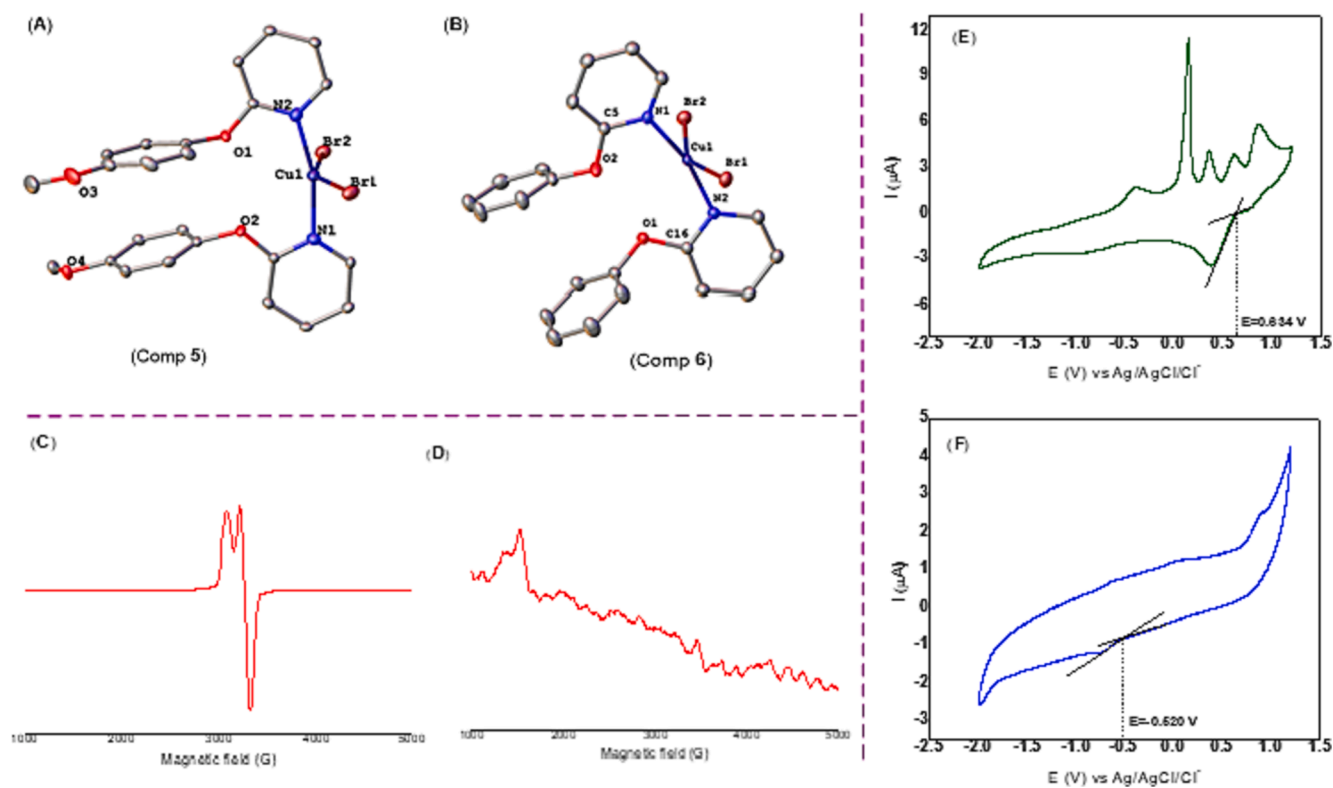 (A)
N2
O1
Br2
Cu1
Br1
O3
O2
N1
O4
(Comp 5)
(B)
Br2
C5
N1
Cu1
O2
Br1
N2
O1
C16
(Comp 6)
(C)
1000 2000 3000 4000 5000
Magnetic field (G)
(D)
1000 2000 3000 4000 5000
Magnetic field (G)
(E)
12
9
6
3
0
-3
-6
I (μA)
E=0.634 V
-2.5 -2.0 -1.5 -1.0 -0.5 0.0 0.5 1.0 1.5
E (V) vs Ag/AgCl/Cl⁻
(F)
5
4
3
2
1
0
-1
-2
-3
I (μA)
E=-0.520 V
-2.5 -2.0 -1.5 -1.0 -0.5 0.0 0.5 1.0 1.5
E (V) vs Ag/AgCl/Cl⁻